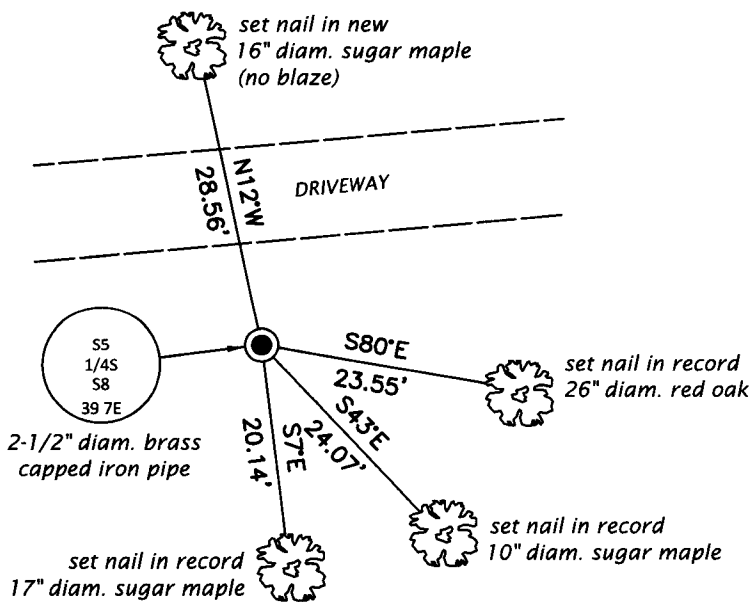 set nail in new
16" diam. sugar maple
(no blaze)
N12°W
28.56'
DRIVEWAY
S5
1/4S
S8
39 7E
2-1/2" diam. brass
capped iron pipe
S80°E
23.55'
set nail in record
26" diam. red oak
S43°E
24.07'
S7°E
20.14'
set nail in record
10" diam. sugar maple
set nail in record
17" diam. sugar maple